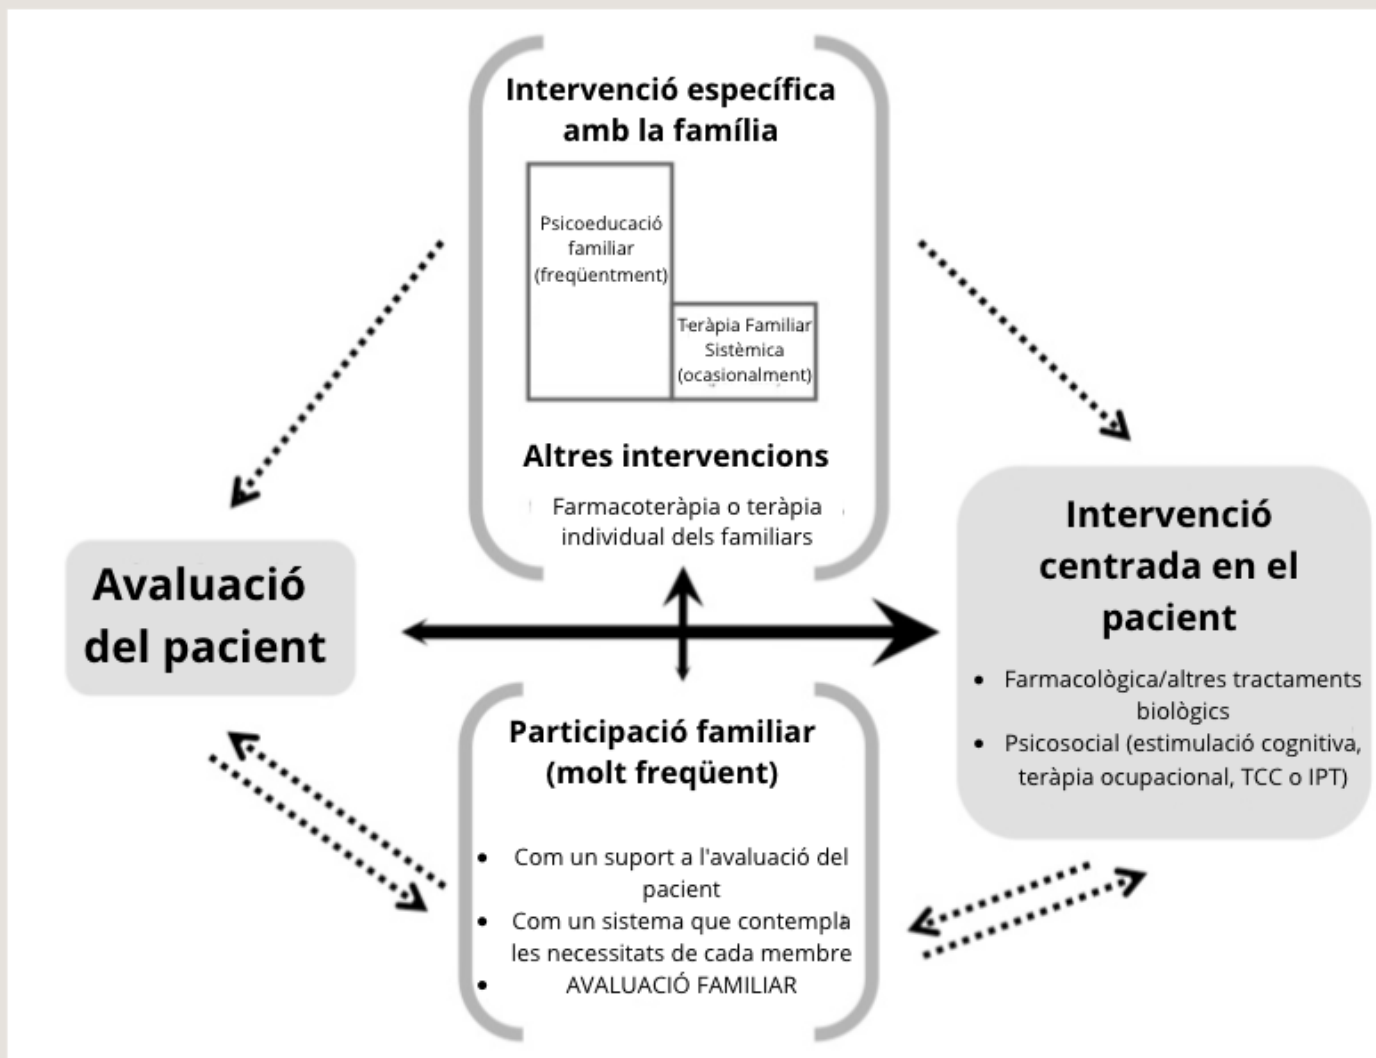 Intervenció específica
amb la família
Psicoeducació
familiar
(freqüentment)
Teràpia Familiar
Sistèmica
(ocasionalment)
Altres intervencions
Farmacoteràpia o teràpia
individual dels familiars
Avaluació
del pacient
Intervenció
centrada en el
pacient
• Farmacològica/altres tractaments
biològics
• Psicosocial (estimulació cognitiva,
teràpia ocupacional, TCC o IPT)
Participació familiar
(molt freqüent)
• Com un suport a l'avaluació del
pacient
• Com un sistema que contempla
les necessitats de cada membre
• AVALUACIÓ FAMILIAR